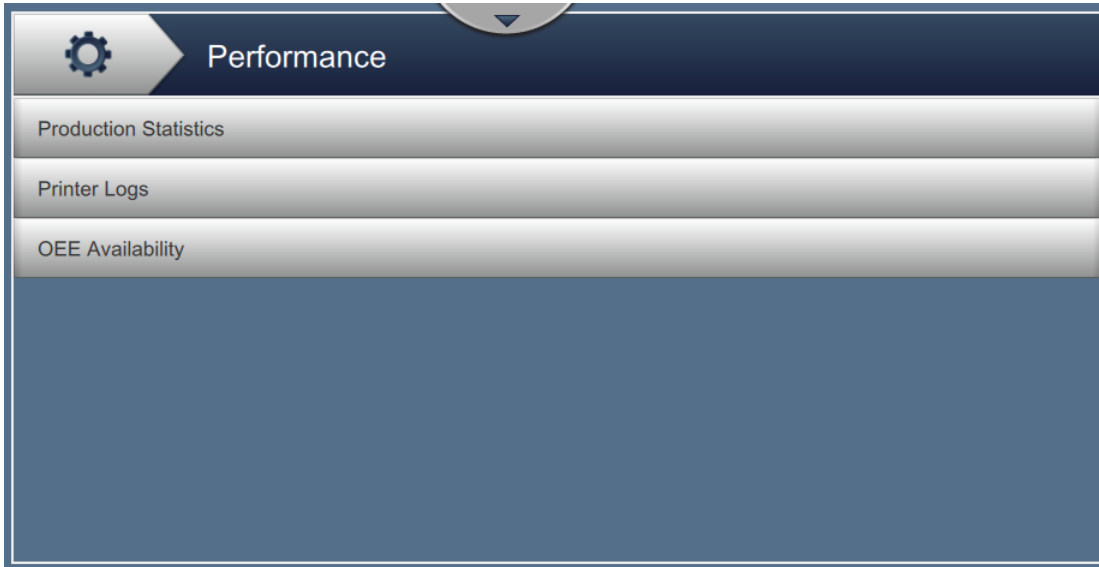 Performance
Production Statistics
Printer Logs
OEE Availability